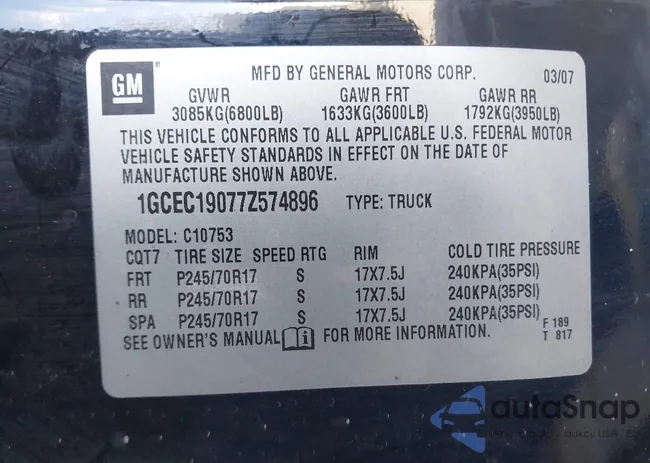 GM
MFD BY GENERAL MOTORS CORP. 03/07
GVWR GAWR FRT GAWR RR
3085KG(6800LB) 1633KG(3600LB) 1792KG(3950LB)
THIS VEHICLE CONFORMS TO ALL APPLICABLE U.S. FEDERAL MOTOR
VEHICLE SAFETY STANDARDS IN EFFECT ON THE DATE OF
MANUFACTURE SHOWN ABOVE.
1GCEC19077Z574896 TYPE: TRUCK
MODEL: C10753
CQT7 TIRE SIZE SPEED RTG RIM COLD TIRE PRESSURE
FRT P245/70R17 S 17X7.5J 240KPA(35PSI)
RR P245/70R17 S 17X7.5J 240KPA(35PSI)
SPA P245/70R17 S 17X7.5J 240KPA(35PSI)
SEE OWNER'S MANUAL i FOR MORE INFORMATION.
F 189
T 817
autoSnap